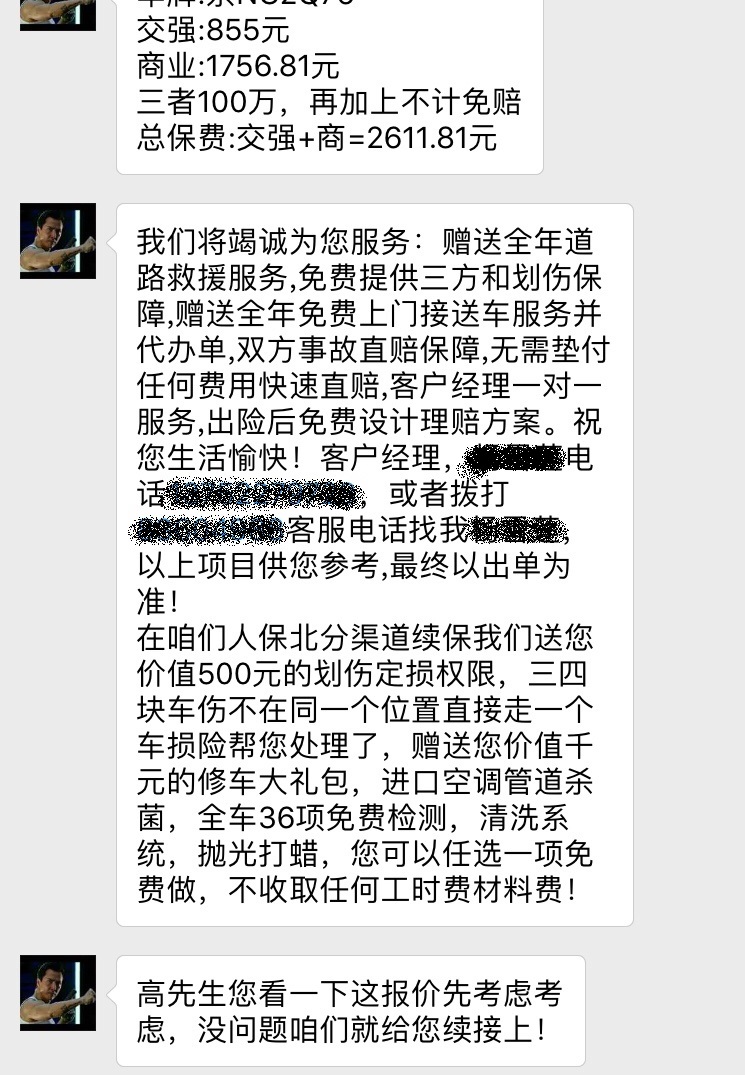 交强:855元
商业:1756.81元
三者100万，再加上不计免赔
总保费:交强+商=2611.81元
我们将竭诚为您服务：赠送全年道
路救援服务,免费提供三方和划伤保
障,赠送全年免费上门接送车服务并
代办单,双方事故直赔保障,无需垫付
任何费用快速直赔,客户经理一对一
服务,出险后免费设计理赔方案。祝
您生活愉快！客户经理，电
话，或者拨打
客服电话找我，
以上项目供您参考,最终以出单为
准！
在咱们人保北分渠道续保我们送您
价值500元的划伤定损权限，三四
块车伤不在同一个位置直接走一个
车损险帮您处理了，赠送您价值千
元的修车大礼包，进口空调管道杀
菌，全车36项免费检测，清洗系
统，抛光打蜡，您可以任选一项免
费做，不收取任何工时费材料费！
高先生您看一下这报价先考虑考
虑，没问题咱们就给您续接上！